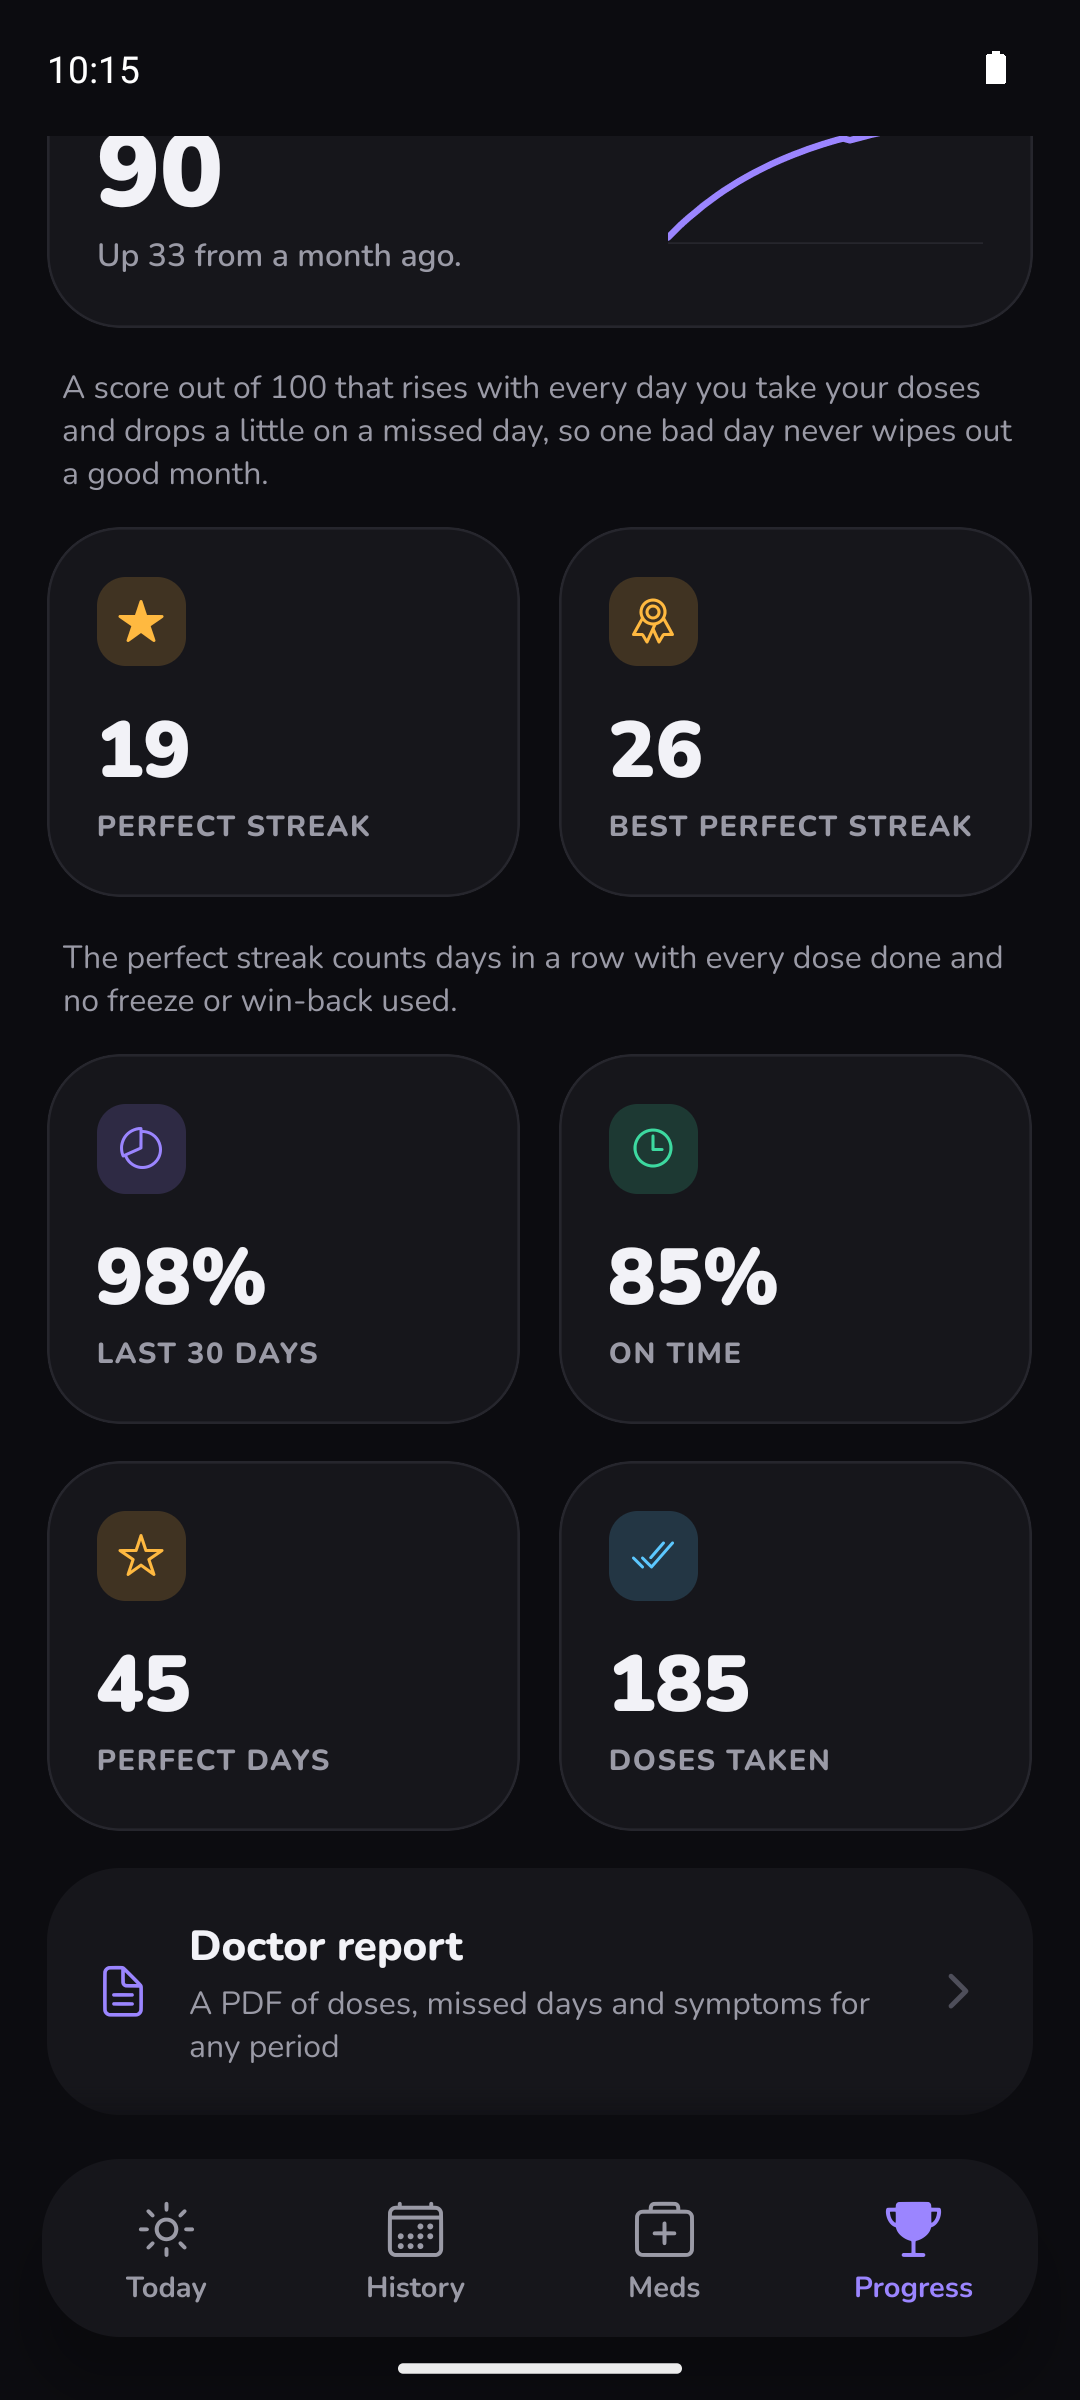 10:15
90
Up 33 from a month ago.
A score out of 100 that rises with every day you take your doses
and drops a little on a missed day, so one bad day never wipes out
a good month.
19
PERFECT STREAK
26
BEST PERFECT STREAK
The perfect streak counts days in a row with every dose done and
no freeze or win-back used.
98%
LAST 30 DAYS
85%
ON TIME
45
PERFECT DAYS
185
DOSES TAKEN
Doctor report
A PDF of doses, missed days and symptoms for
any period
Today
History
Meds
Progress